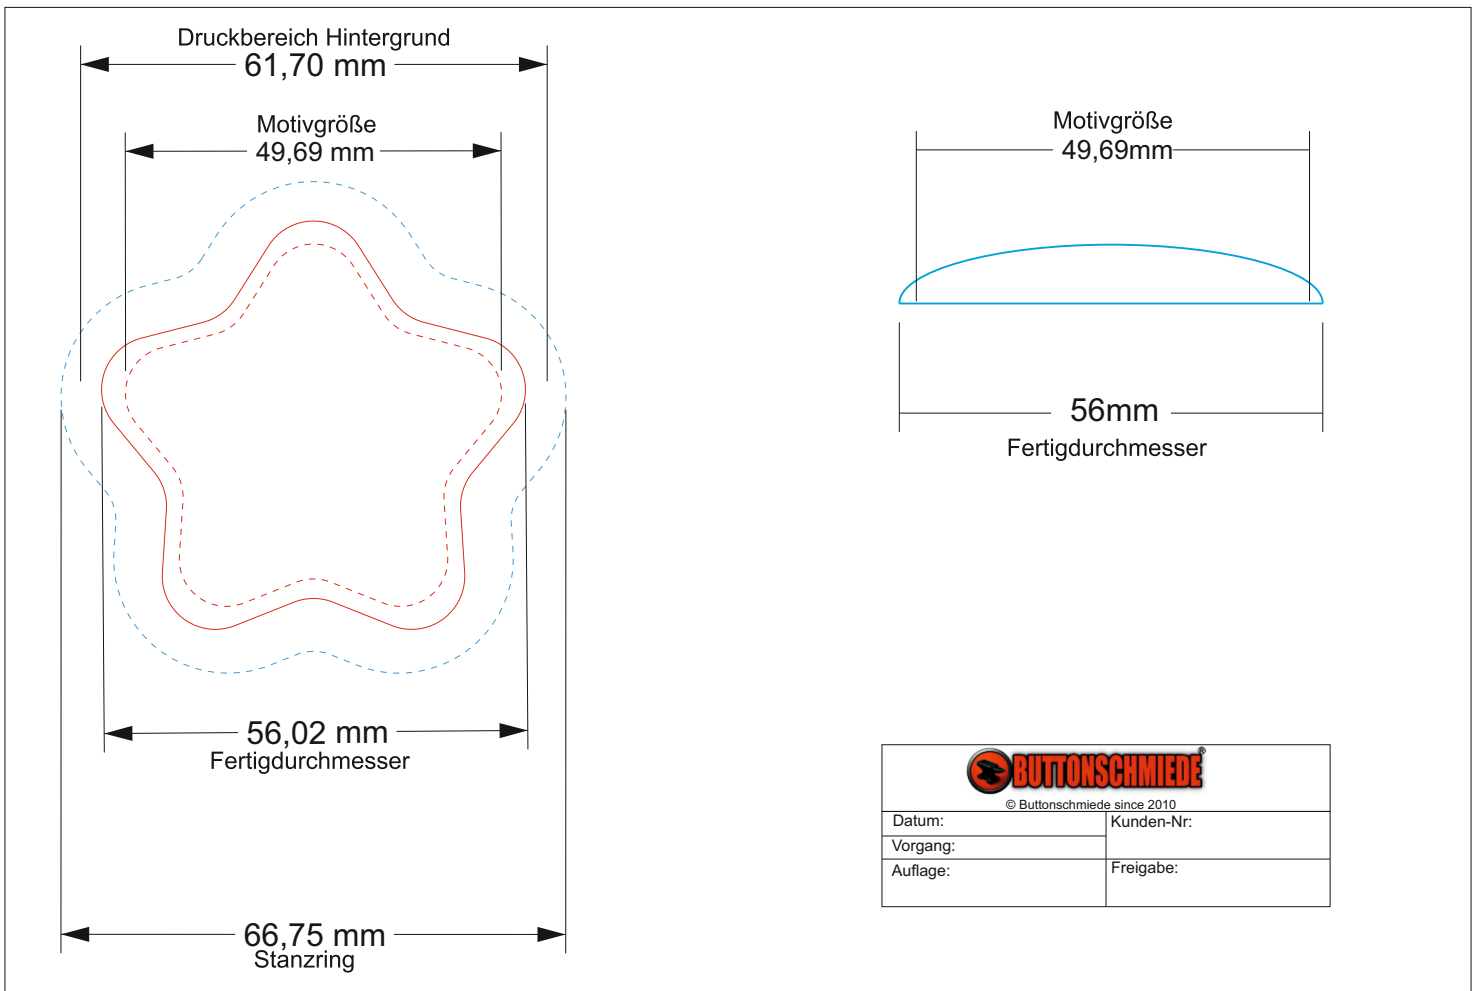 Druckbereich Hintergrund
61,70 mm
Motivgröße
49,69 mm
56,02 mm
Fertigdurchmesser
66,75 mm
Stanzring
Motivgröße
49,69mm
56mm
Fertigdurchmesser
BUTTONSCHMIEDE®
© Buttonschmiede since 2010
Datum:
Kunden-Nr:
Vorgang:
Auflage:
Freigabe: